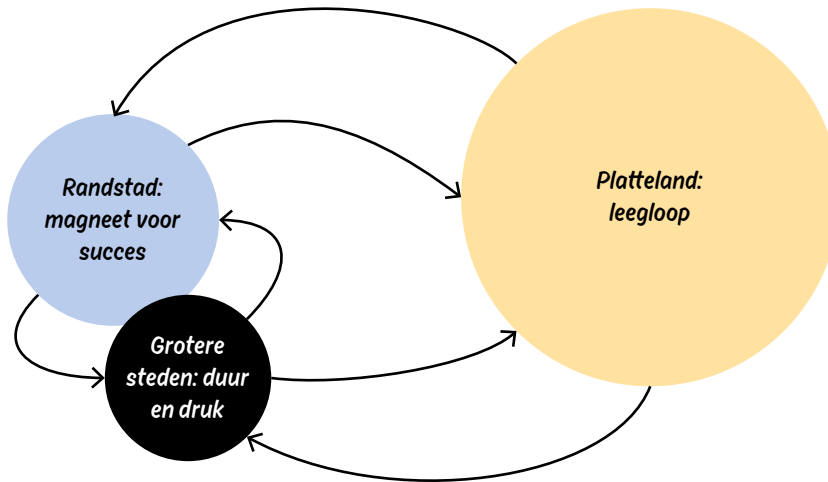 Randstad:
magneet voor
succes
Platteland:
leegloop
Grotere
steden: duur
en druk